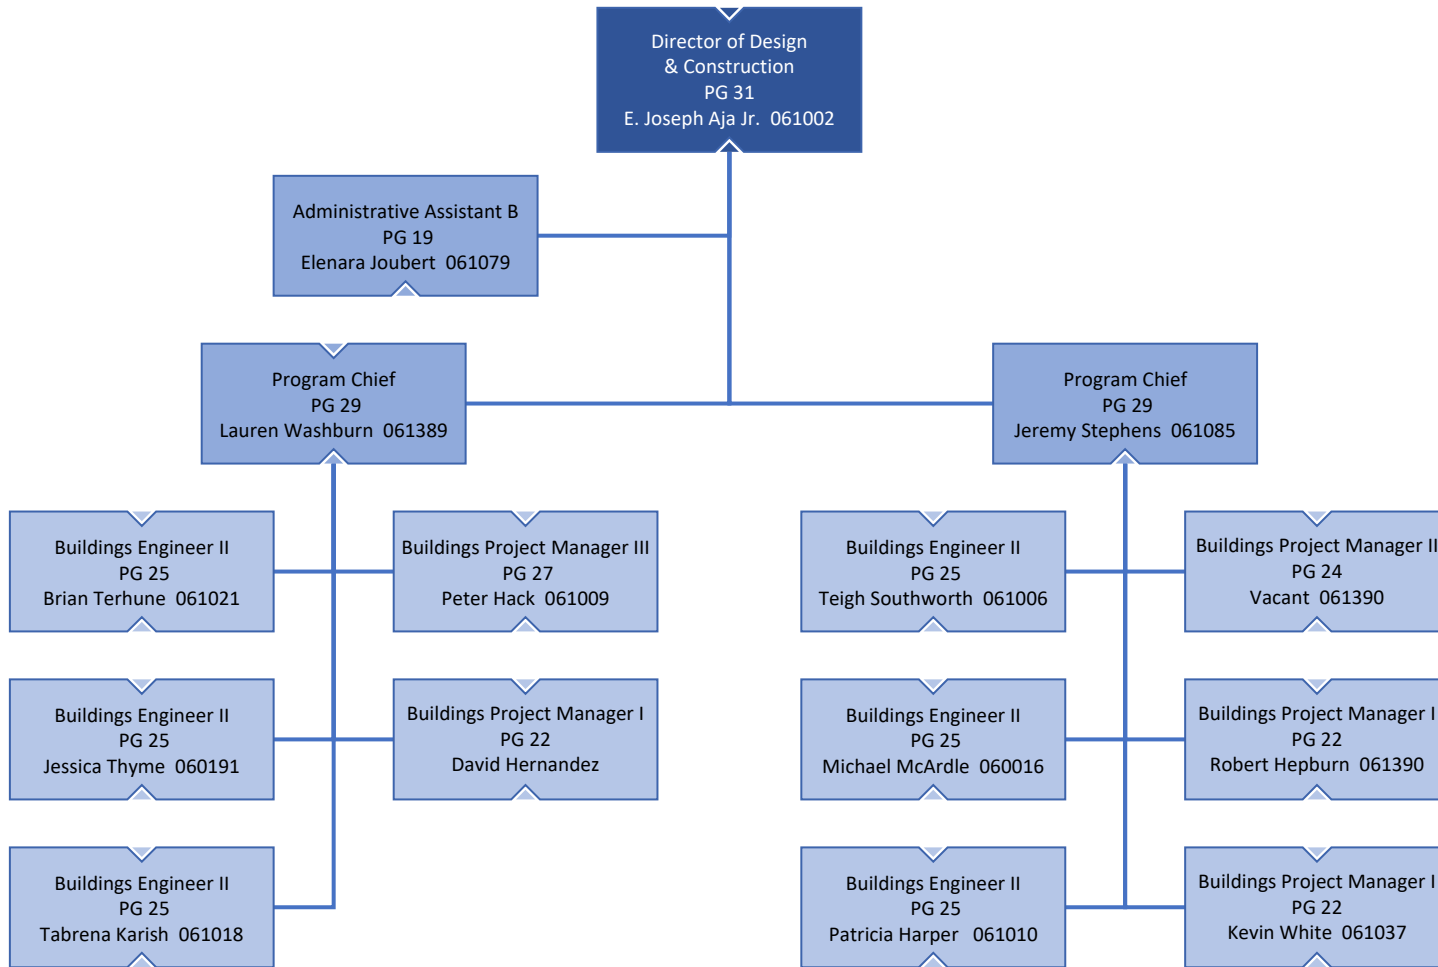 Director of Design
& Construction
PG 31
E. Joseph Aja Jr.  061002
Administrative Assistant B
PG 19
Elenara Joubert  061079
Program Chief
PG 29
Lauren Washburn  061389
Program Chief
PG 29
Jeremy Stephens  061085
Buildings Engineer II
PG 25
Brian Terhune  061021
Buildings Project Manager III
PG 27
Peter Hack  061009
Buildings Engineer II
PG 25
Teigh Southworth  061006
Buildings Project Manager II
PG 24
Vacant  061390
Buildings Engineer II
PG 25
Jessica Thyme  060191
Buildings Project Manager I
PG 22
David Hernandez
Buildings Engineer II
PG 25
Michael McArdle  060016
Buildings Project Manager I
PG 22
Robert Hepburn  061390
Buildings Engineer II
PG 25
Tabrena Karish  061018
Buildings Engineer II
PG 25
Patricia Harper   061010
Buildings Project Manager I
PG 22
Kevin White  061037